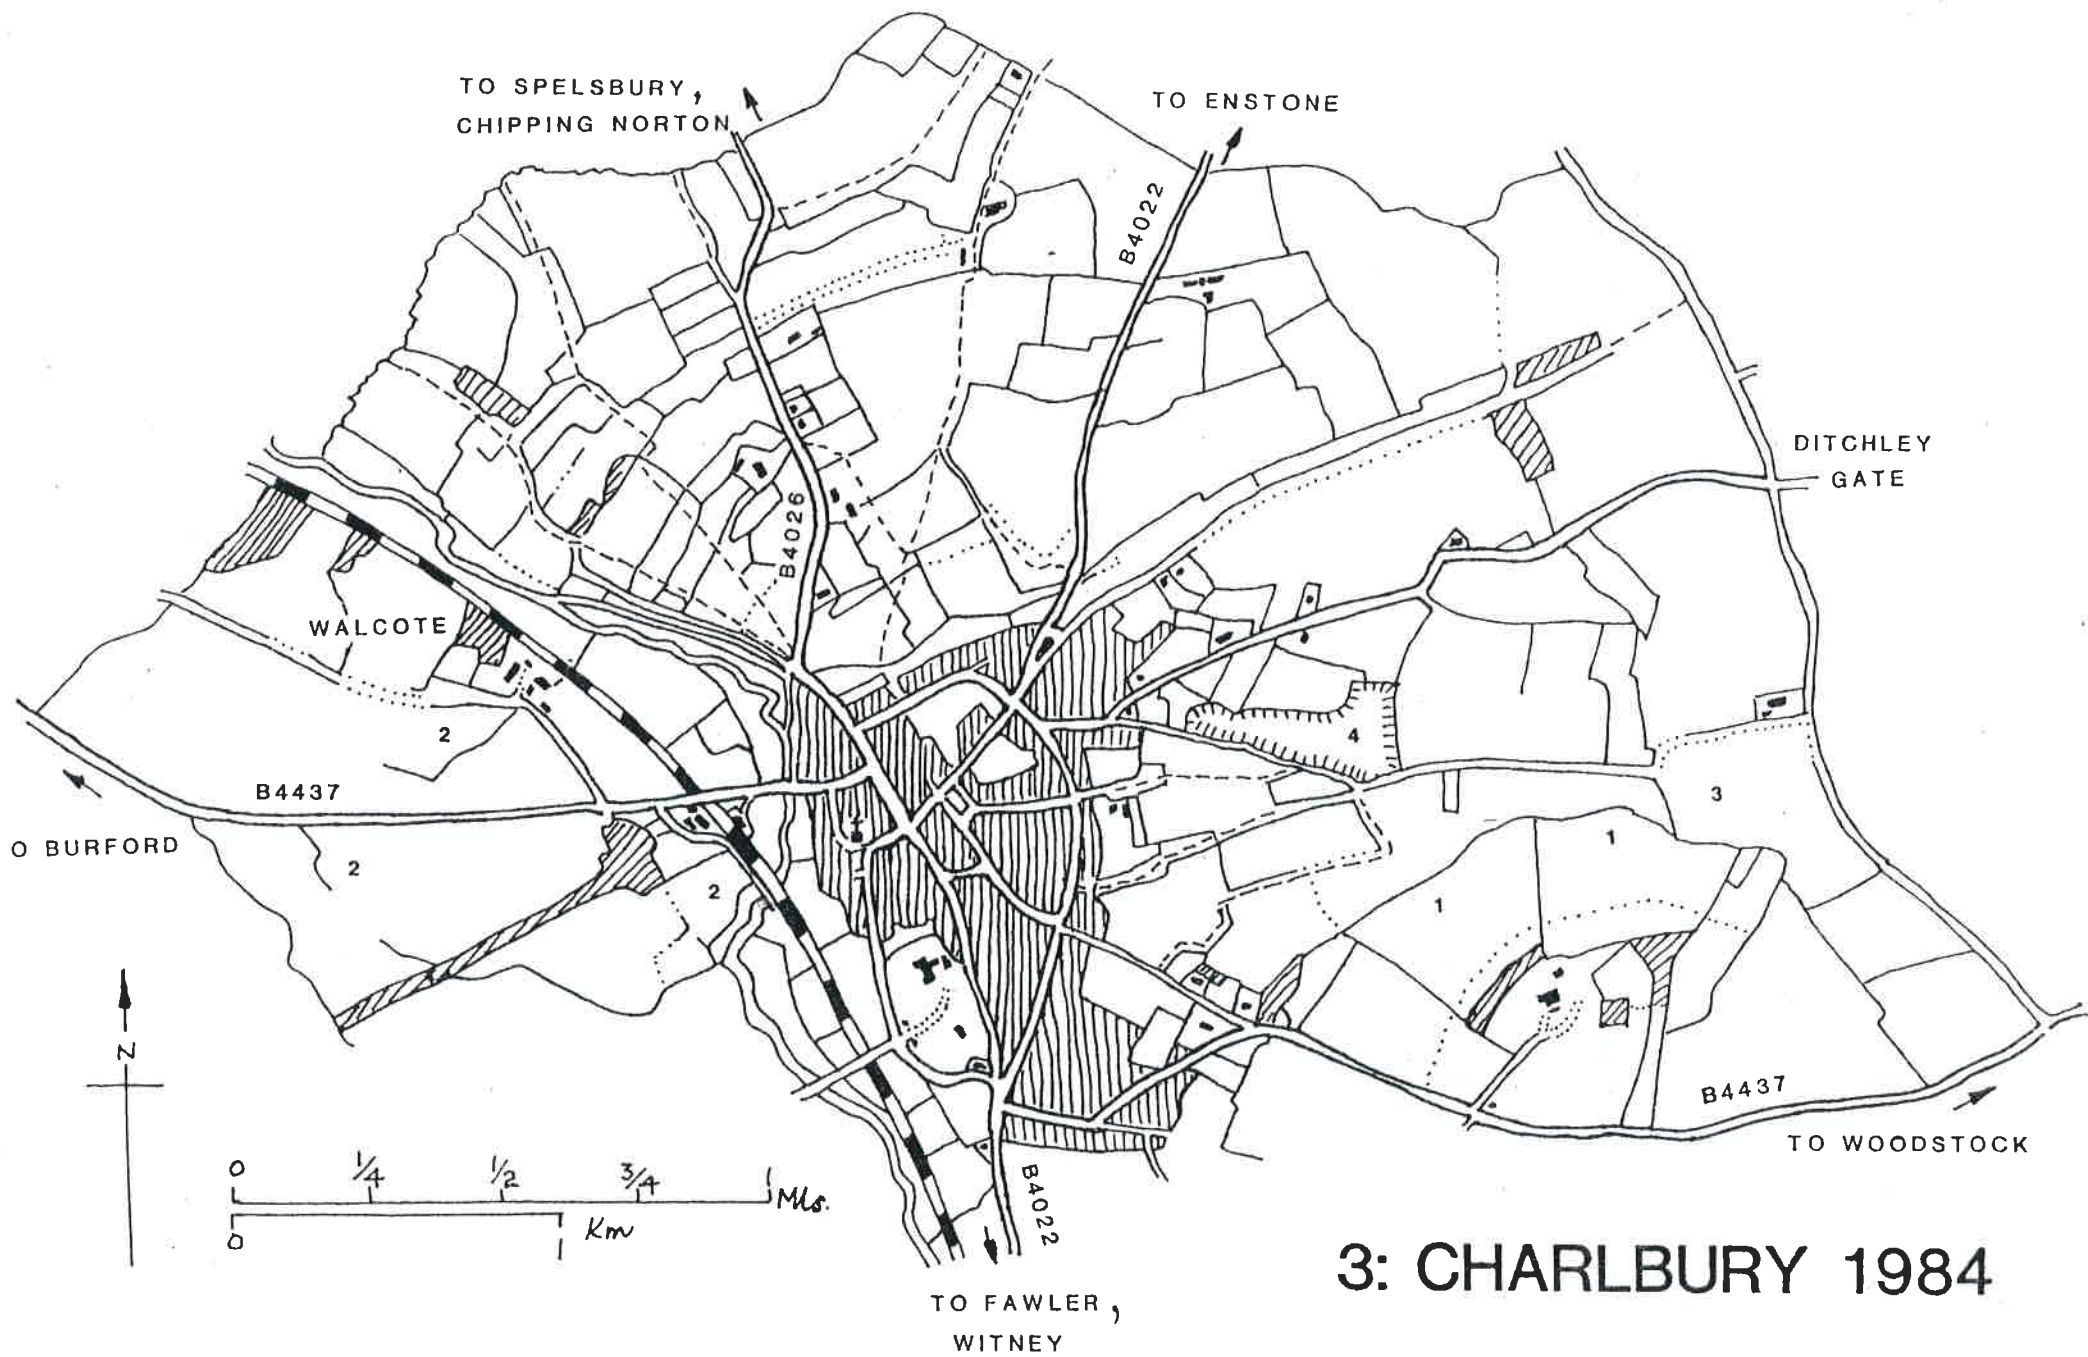 TO SPELSBURY,
CHIPPING NORTON
TO ENSTONE
B4022
DITCHLEY
GATE
B4026
WALCOTE
4
2
B4437
3
O BURFORD
2
1
2
1
N
B4437
TO WOODSTOCK
0 1/4 1/2 3/4 1 Mls.
0 1 Km
B4022
3: CHARLBURY 1984
TO FAWLER,
WITNEY